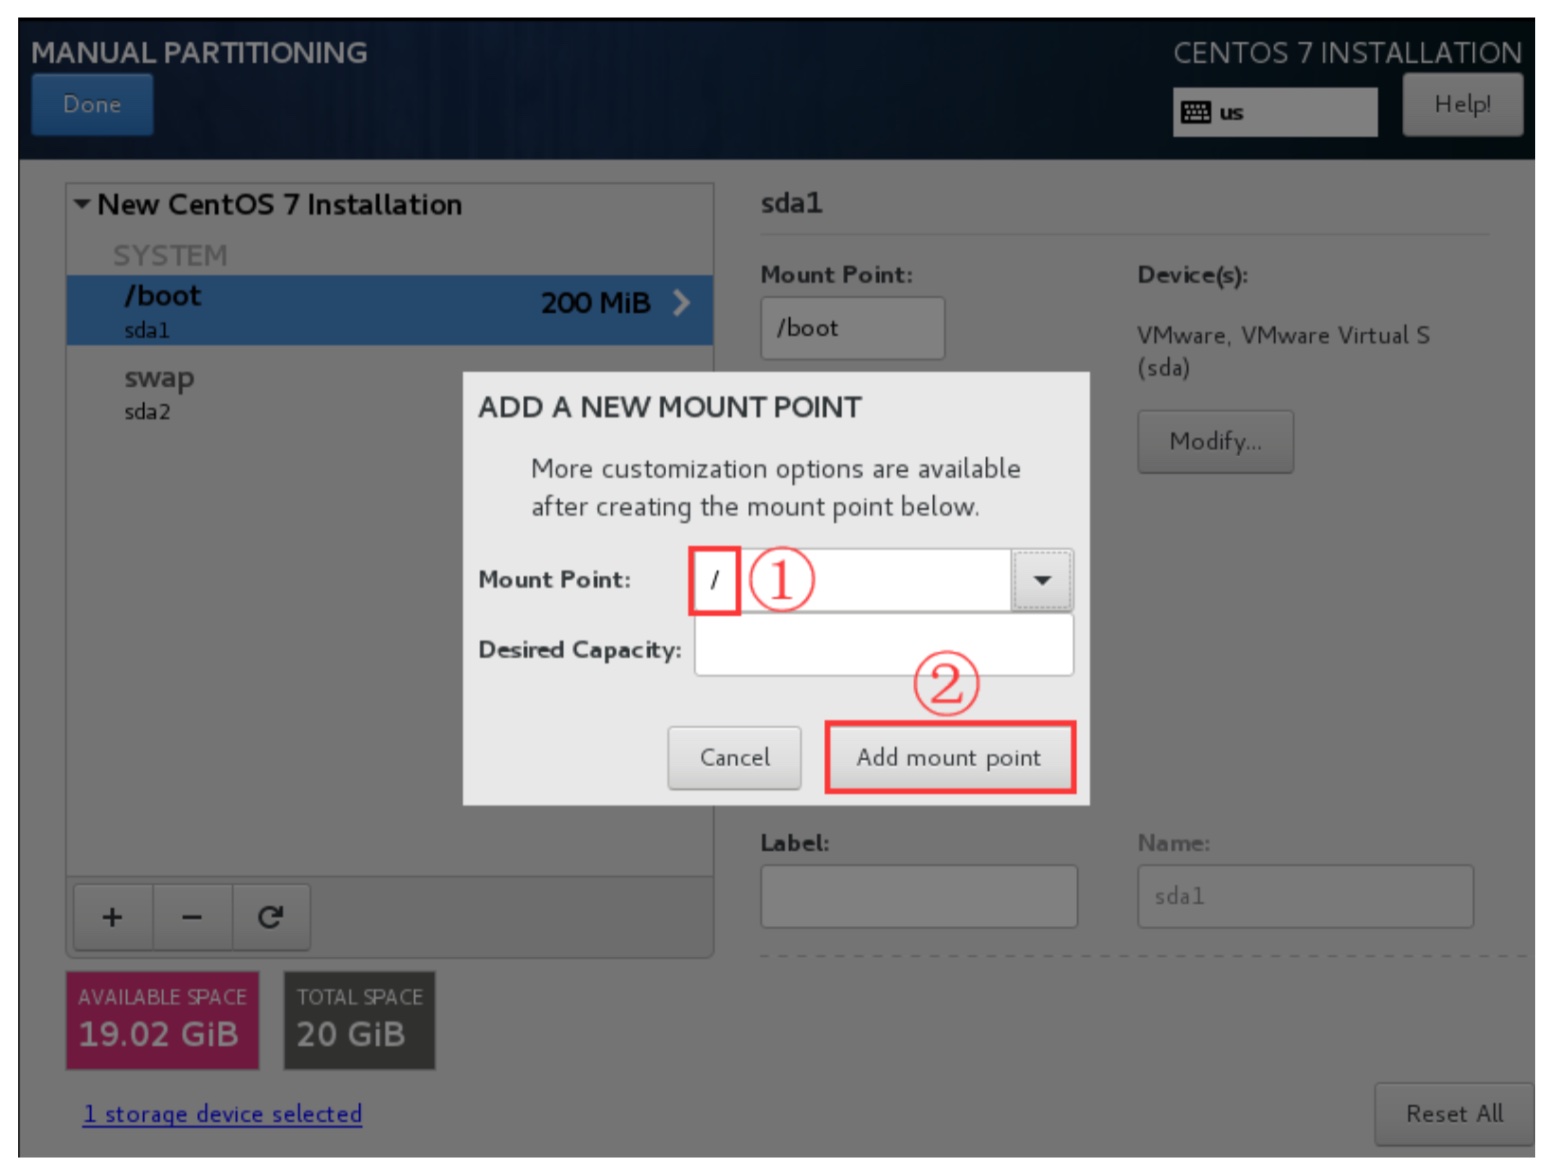 MANUAL PARTITIONING
CENTOS 7 INSTALLATION
Done
us
Help!
New CentOS 7 Installation
SYSTEM
/boot
200 MiB
sda1
swap
sda2
sda1
Mount Point:
/boot
Device(s):
VMware, VMware Virtual S
(sda)
Modify...
ADD A NEW MOUNT POINT
More customization options are available
after creating the mount point below.
Mount Point:
/
①
Desired Capacity:
②
Cancel
Add mount point
Label:
Name:
sda1
+ −
AVAILABLE SPACE
19.02 GiB
TOTAL SPACE
20 GiB
1 storage device selected
Reset All